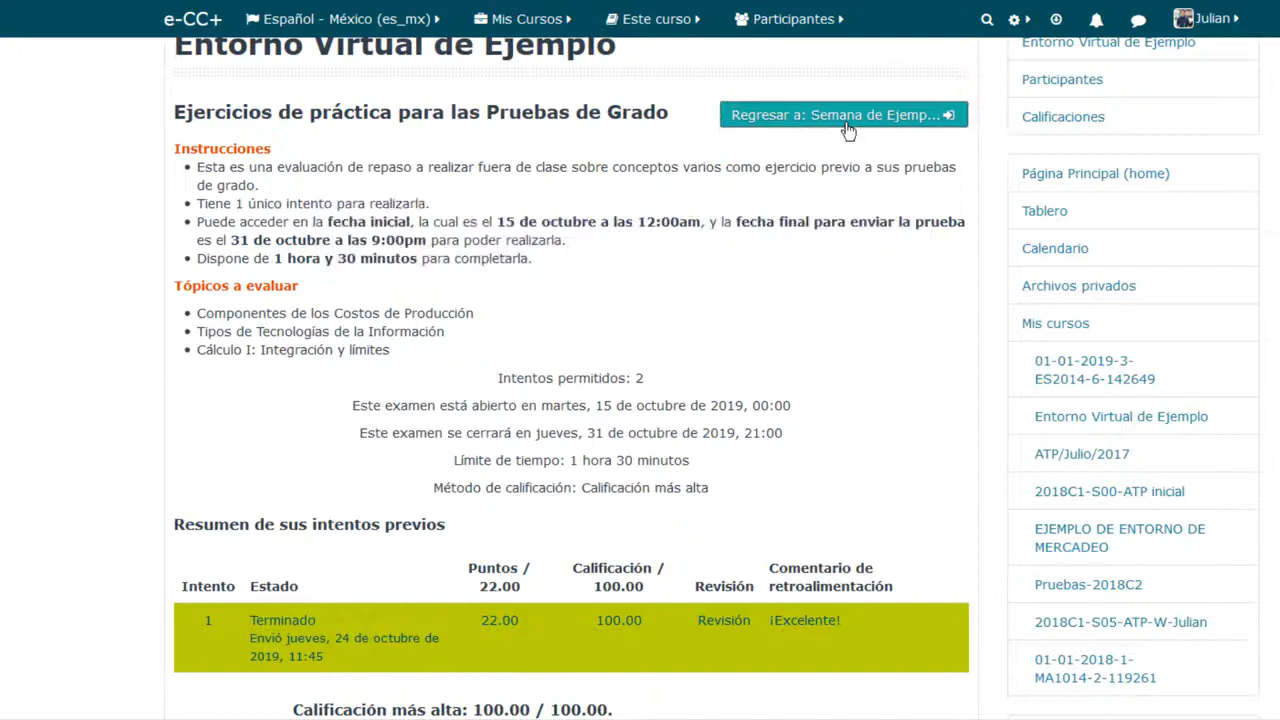 e-CC+ Español - México (es_mx) Mis Cursos Este curso Participantes Julian
Entorno Virtual de Ejemplo
Ejercicios de práctica para las Pruebas de Grado
Regresar a: Semana de Ejemp...
Instrucciones
Esta es una evaluación de repaso a realizar fuera de clase sobre conceptos varios como ejercicio previo a sus pruebas
de grado.
Tiene 1 único intento para realizarla.
Puede acceder en la fecha inicial, la cual es el 15 de octubre a las 12:00am, y la fecha final para enviar la prueba
es el 31 de octubre a las 9:00pm para poder realizarla.
Dispone de 1 hora y 30 minutos para completarla.
Tópicos a evaluar
Componentes de los Costos de Producción
Tipos de Tecnologías de la Información
Cálculo I: Integración y límites
Intentos permitidos: 2
Este examen está abierto en martes, 15 de octubre de 2019, 00:00
Este examen se cerrará en jueves, 31 de octubre de 2019, 21:00
Límite de tiempo: 1 hora 30 minutos
Método de calificación: Calificación más alta
Resumen de sus intentos previos
Intento Estado Puntos / 22.00 Calificación / 100.00 Revisión Comentario de retroalimentación
1 Terminado 22.00 100.00 Revisión ¡Excelente!
Envió jueves, 24 de octubre de
2019, 11:45
Calificación más alta: 100.00 / 100.00.
Entorno Virtual de Ejemplo
Participantes
Calificaciones
Página Principal (home)
Tablero
Calendario
Archivos privados
Mis cursos
01-01-2019-3-
ES2014-6-142649
Entorno Virtual de Ejemplo
ATP/Julio/2017
2018C1-S00-ATP inicial
EJEMPLO DE ENTORNO DE
MERCADEO
Pruebas-2018C2
2018C1-S05-ATP-W-Julian
01-01-2018-1-
MA1014-2-119261